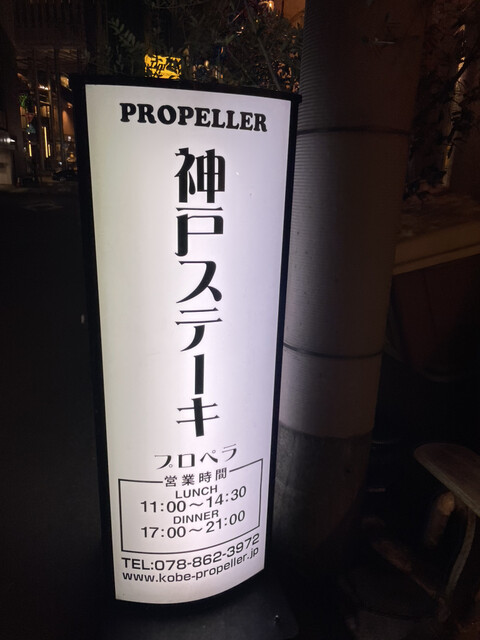 PROPELLER
神戸ステーキ
プロペラ
営業時間
LUNCH
11:00～14:30
DINNER
17:00～21:00
TEL:078-862-3972
www.kobe-propeller.jp